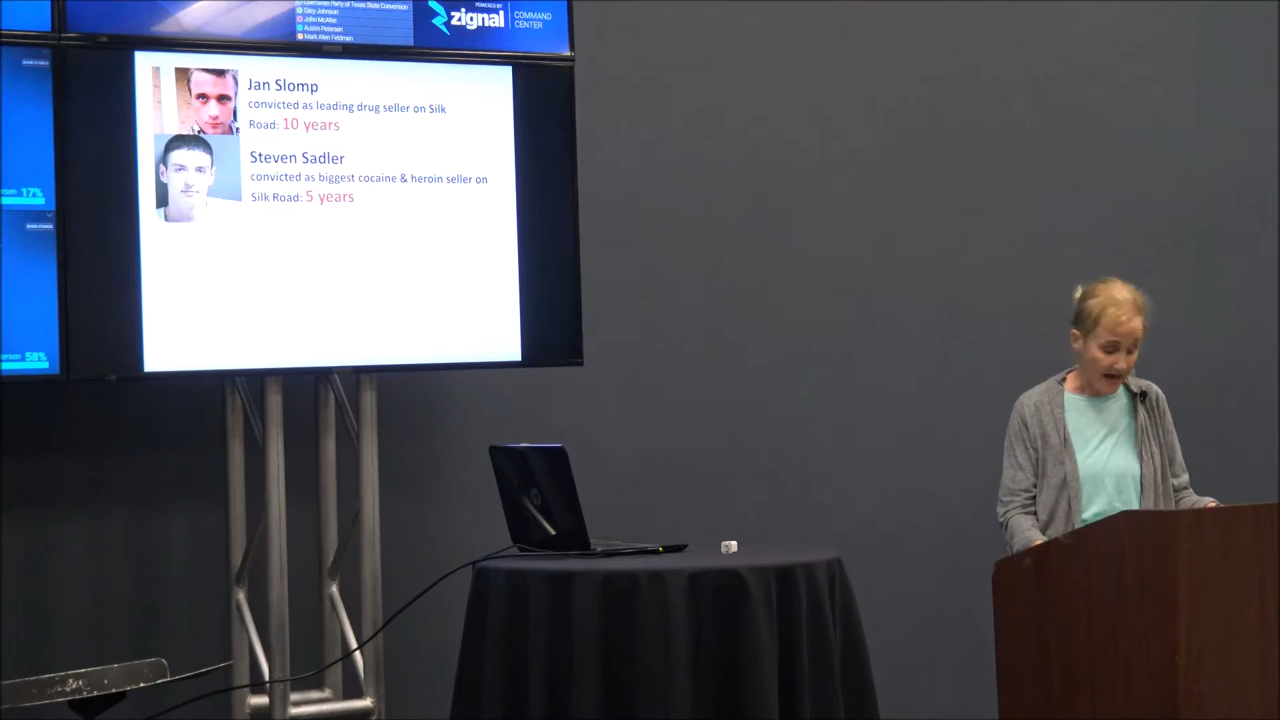 Libertarian Party of Texas State Convention
Gary Johnson
John McAfee
Austin Petersen
Mark Allen Feldman
POWERED BY
zignal
COMMAND
CENTER
Jan Slomp
convicted as leading drug seller on Silk
Road: 10 years
Steven Sadler
convicted as biggest cocaine & heroin seller on
Silk Road: 5 years
17%
58%